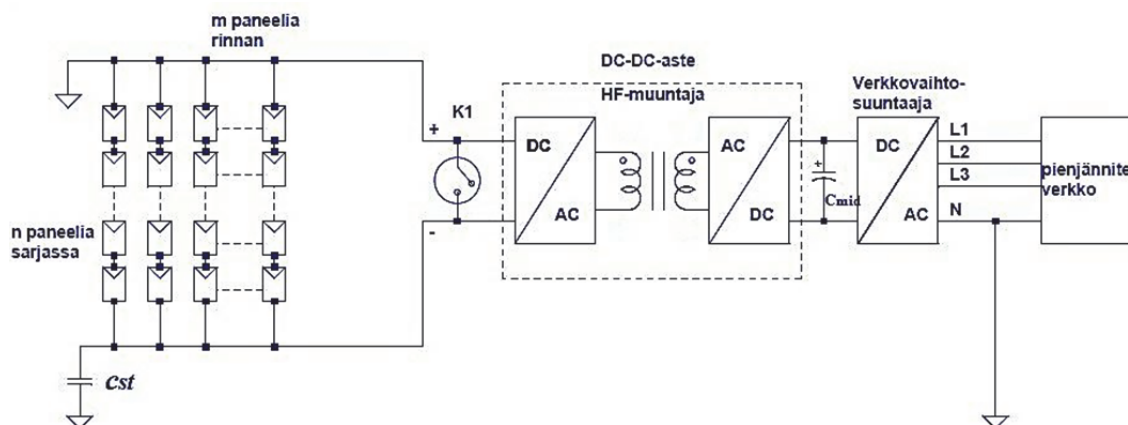 m paneelia
rinnan
DC-DC-aste
HF-muuntaja
Verkkovaihto-
suuntaaja
K1
+
DC
AC
AC
DC
+
Cmid
DC
AC
L1
L2
L3
N
pienjännite
verkko
-
n paneelia
sarjassa
Cst